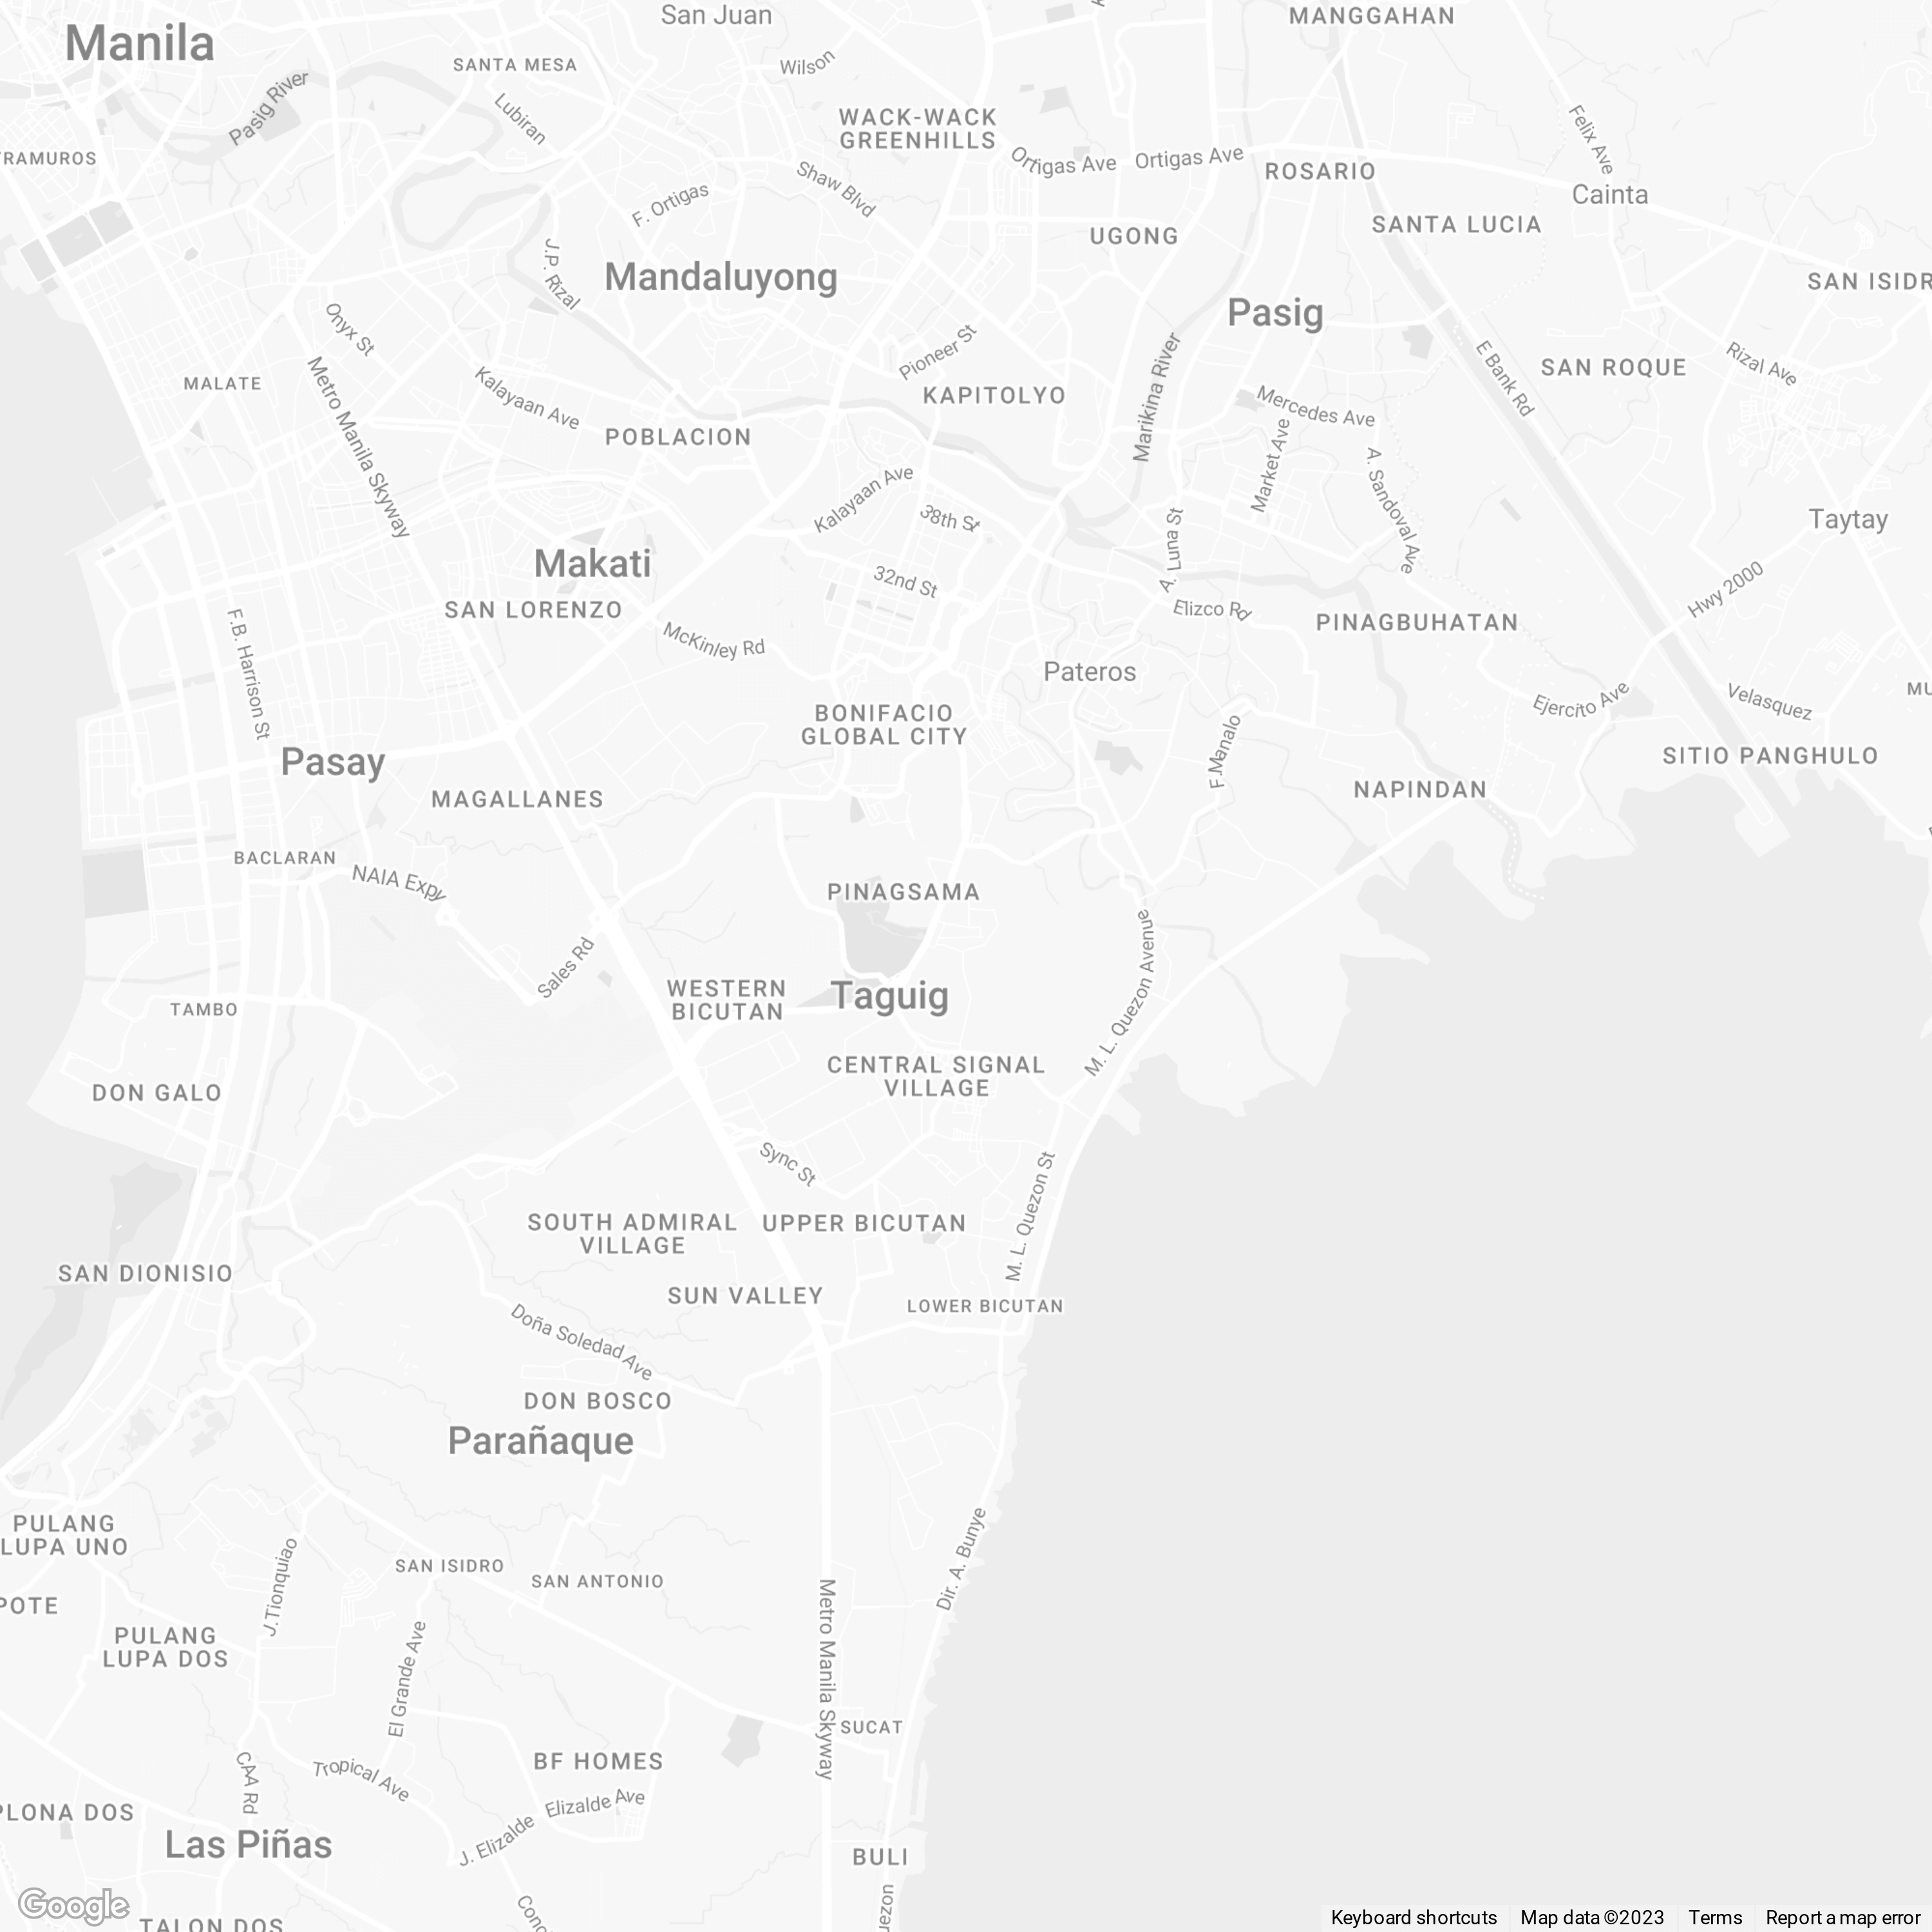 San Juan
MANGGAHAN
Manila
SANTA MESA
Wilson
Pasig River
Lubiran
WACK-WACK
GREENHILLS
Felix Ave
TRAMUROS
Ortigas Ave
Ortigas Ave
ROSARIO
Shaw Blvd
F. Ortigas
Cainta
SANTA LUCIA
UGONG
J.P. Rizal
Mandaluyong
SAN ISIDR
Pasig
Onyx St
Pioneer St
E Bank Rd
Rizal Ave
SAN ROQUE
MALATE
Metro Manila Skyway
Kalayaan Ave
KAPITOLYO
Marikina River
Mercedes Ave
POBLACION
Market Ave
A. Sandoval Ave
Kalayaan Ave
38th St
Taytay
A. Luna St
Makati
32nd St
Hwy 2000
SAN LORENZO
Elizco Rd
PINAGBUHATAN
F.B. Harrison St
McKinley Rd
Pateros
MU
Ejercito Ave
Velasquez
BONIFACIO
GLOBAL CITY
F.Manalo
Pasay
SITIO PANGHULO
MAGALLANES
NAPINDAN
BACLARAN
NAIA Expy
PINAGSAMA
Sales Rd
M. L. Quezon Avenue
WESTERN
BICUTAN
Taguig
TAMBO
CENTRAL SIGNAL
VILLAGE
DON GALO
Sync St
M. L. Quezon St
SOUTH ADMIRAL
VILLAGE
UPPER BICUTAN
SAN DIONISIO
SUN VALLEY
LOWER BICUTAN
Doña Soledad Ave
DON BOSCO
Parañaque
PULANG
LUPA UNO
Dir. A. Bunye
J.Tionquiao
SAN ISIDRO
SAN ANTONIO
POTE
Metro Manila Skyway
PULANG
LUPA DOS
El Grande Ave
SUCAT
CAA Rd
Tropical Ave
BF HOMES
Elizalde Ave
PLONA DOS
Las Piñas
J. Elizalde
BULI
Google
Conc
uezon
TALON DOS
Keyboard shortcuts
Map data ©2023
Terms
Report a map error